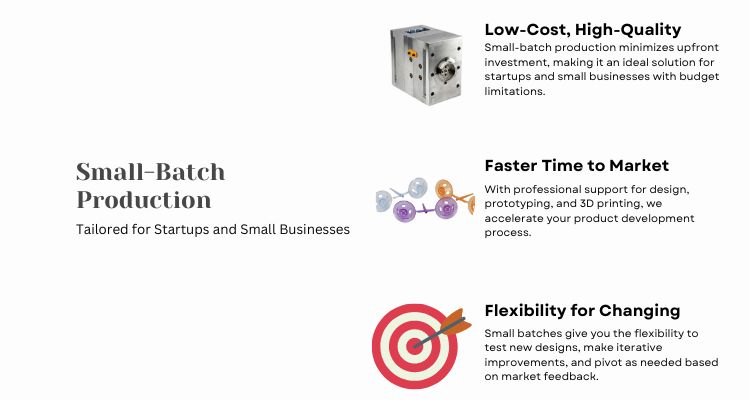 Small-Batch
Production
Tailored for Startups and Small Businesses
Low-Cost, High-Quality
Small-batch production minimizes upfront
investment, making it an ideal solution for
startups and small businesses with budget
limitations.
Faster Time to Market
With professional support for design,
prototyping, and 3D printing, we
accelerate your product development
process.
Flexibility for Changing
Small batches give you the flexibility to
test new designs, make iterative
improvements, and pivot as needed based
on market feedback.